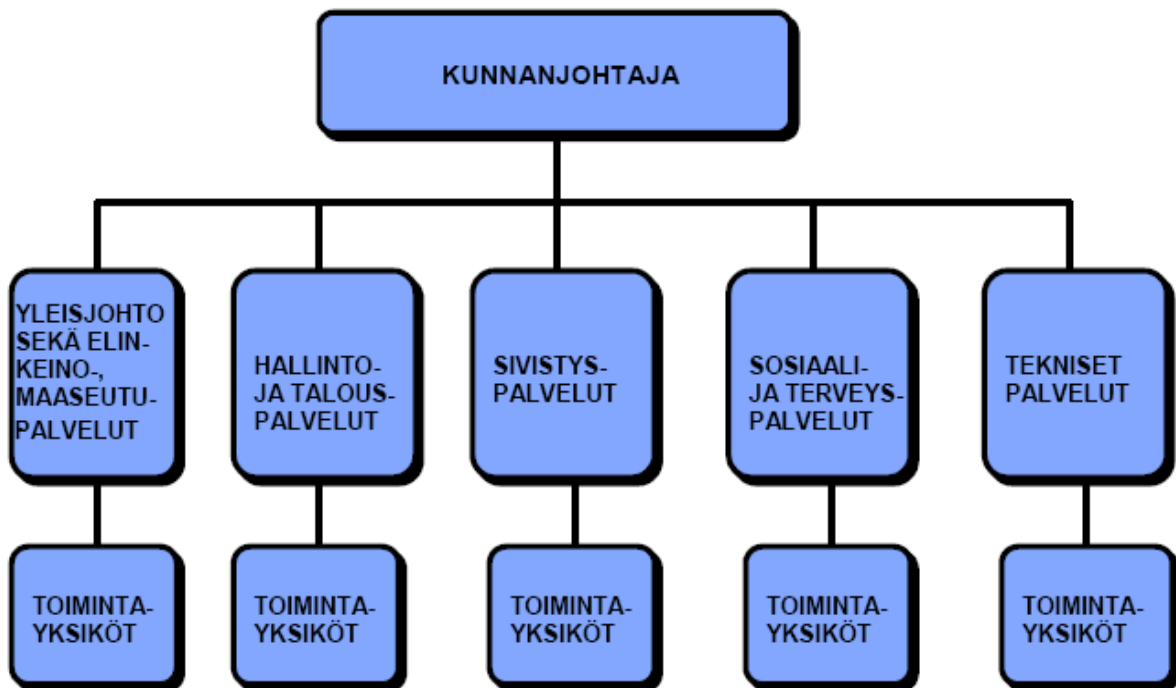 KUNNANJOHTAJA
YLEISJOHTO
SEKÄ ELIN-
KEINO-,
MAASEUTU-
PALVELUT
HALLINTO-
JA TALOUS-
PALVELUT
SIVISTYS-
PALVELUT
SOSIAALI-
JA TERVEYS-
PALVELUT
TEKNISET
PALVELUT
TOIMINTA-
YKSIKÖT
TOIMINTA-
YKSIKÖT
TOIMINTA-
YKSIKÖT
TOIMINTA-
YKSIKÖT
TOIMINTA-
YKSIKÖT